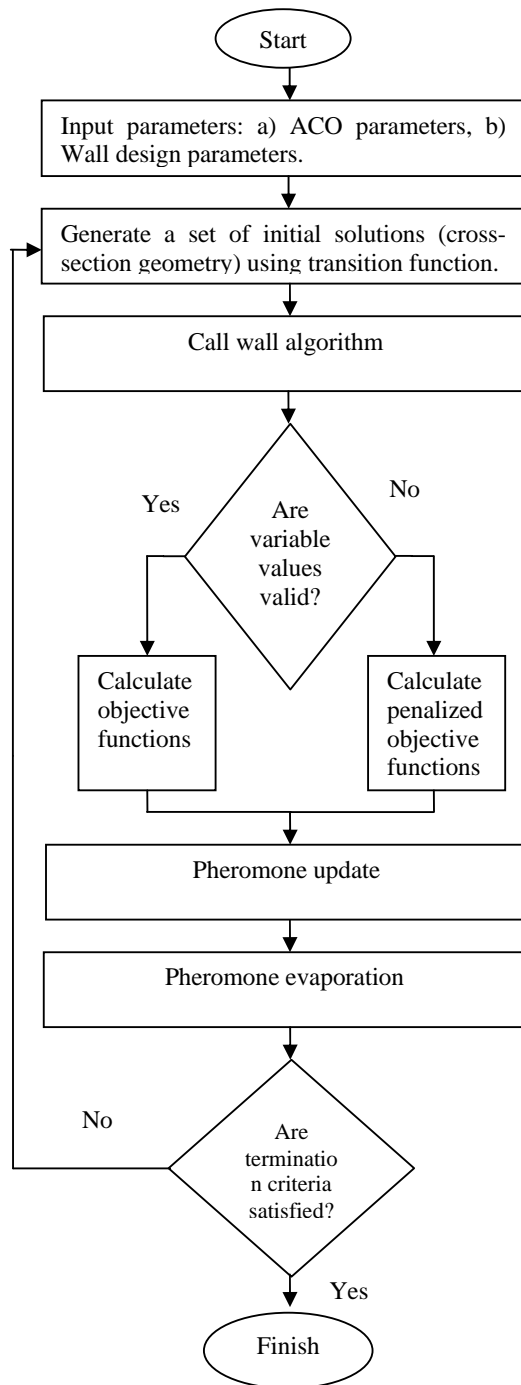 Start
Input parameters: a) ACO parameters, b)
Wall design parameters.
Generate a set of initial solutions (cross-
section geometry) using transition function.
Call wall algorithm
Yes
No
Are
variable
values
valid?
Calculate
objective
functions
Calculate
penalized
objective
functions
Pheromone update
Pheromone evaporation
No
Are
terminatio
n criteria
satisfied?
Yes
Finish